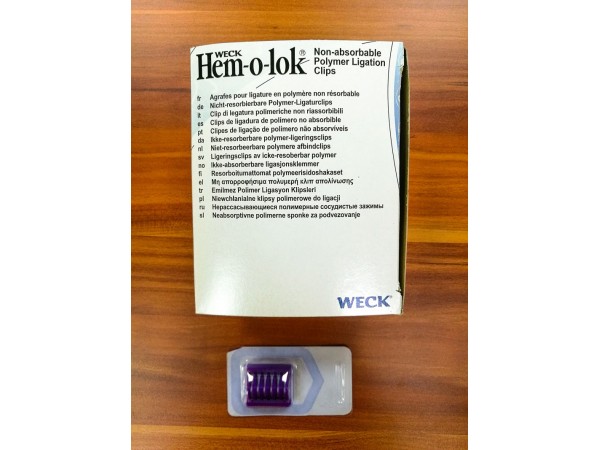 WECK
Hem-o-lok®
Non-absorbable
Polymer Ligation
Clips
fr Agrafes pour ligature en polymère non résorbable
de Nicht-resorbierbare Polymer-Ligaturclips
it Clip di legatura polimeriche non riassorbibili
es Clips de ligadura de polímero no absorbible
pt Clipes de ligação de polímero não absorvíveis
da Ikke-resorberbare polymer-ligeringsclips
nl Niet-resorbeerbare polymere afbindclips
sv Ligeringsclips av icke-resoberbar polymer
no Ikke-absorberbare ligasjonsklemmer
fi Resorboitumattomat polymeerisidoshakaset
el Μη απορροφήσιμα πολυμερή κλιπ απολίνωσης
tr Emilmez Polimer Ligasyon Klipsleri
pl Niewchłanialne klipsy polimerowe do ligacji
ru Нерассасывающиеся полимерные сосудистые зажимы
sl Neabsorptivne polimerne sponke za podvezovanje
WECK